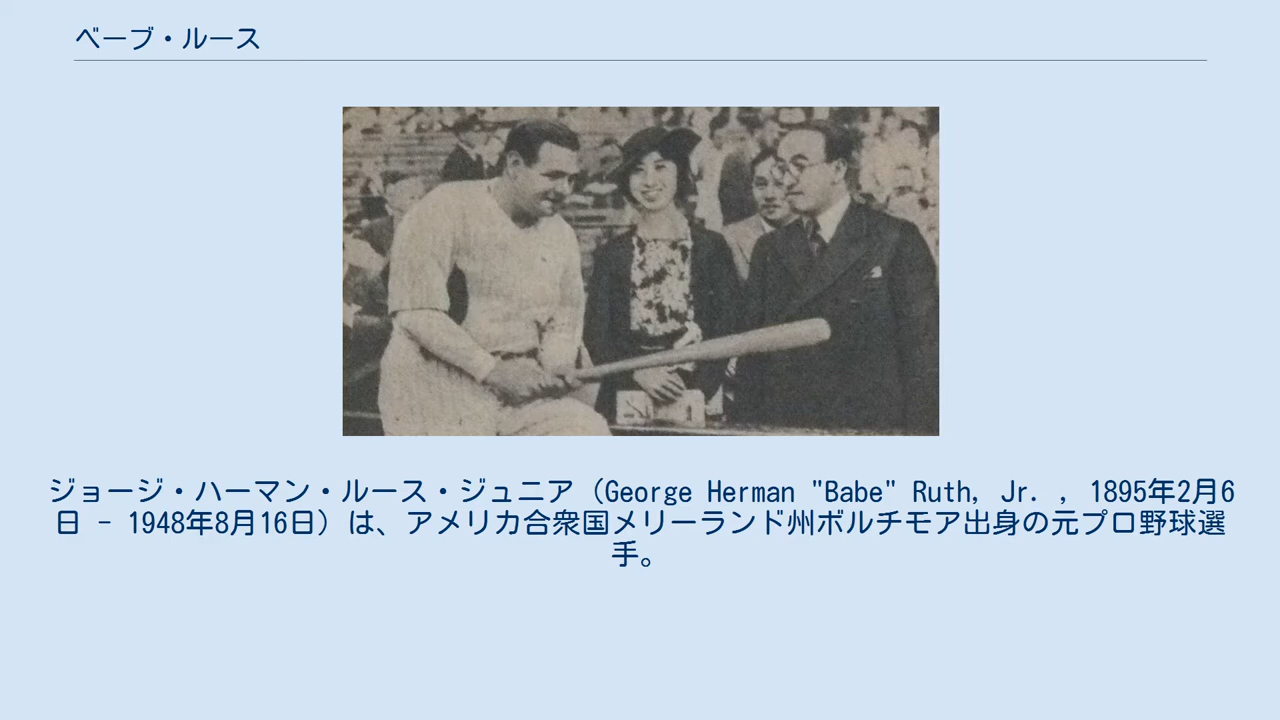 ベーブ・ルース
ジョージ・ハーマン・ルース・ジュニア（George Herman "Babe" Ruth, Jr. , 1895年2月6
日 - 1948年8月16日）は、アメリカ合衆国メリーランド州ボルチモア出身の元プロ野球選
手。